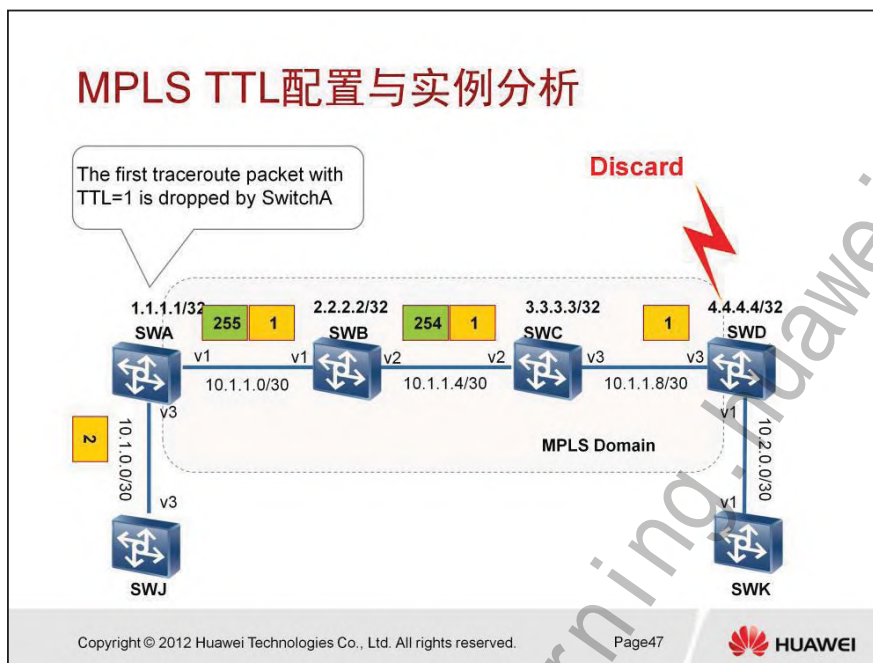 MPLS TTL配置与实例分析
The first traceroute packet with
TTL=1 is dropped by SwitchA
Discard
1.1.1.1/32
SWA
255 1
2.2.2.2/32
SWB
254 1
3.3.3.3/32
SWC
1
4.4.4.4/32
SWD
v1
v1
v2
v2
v3
v3
10.1.1.0/30
10.1.1.4/30
10.1.1.8/30
v3
v1
2
10.1.0.0/30
MPLS Domain
10.2.0.0/30
v3
v1
SWJ
SWK
rning.huawei.
Copyright © 2012 Huawei Technologies Co., Ltd. All rights reserved.
Page47
HUAWEI